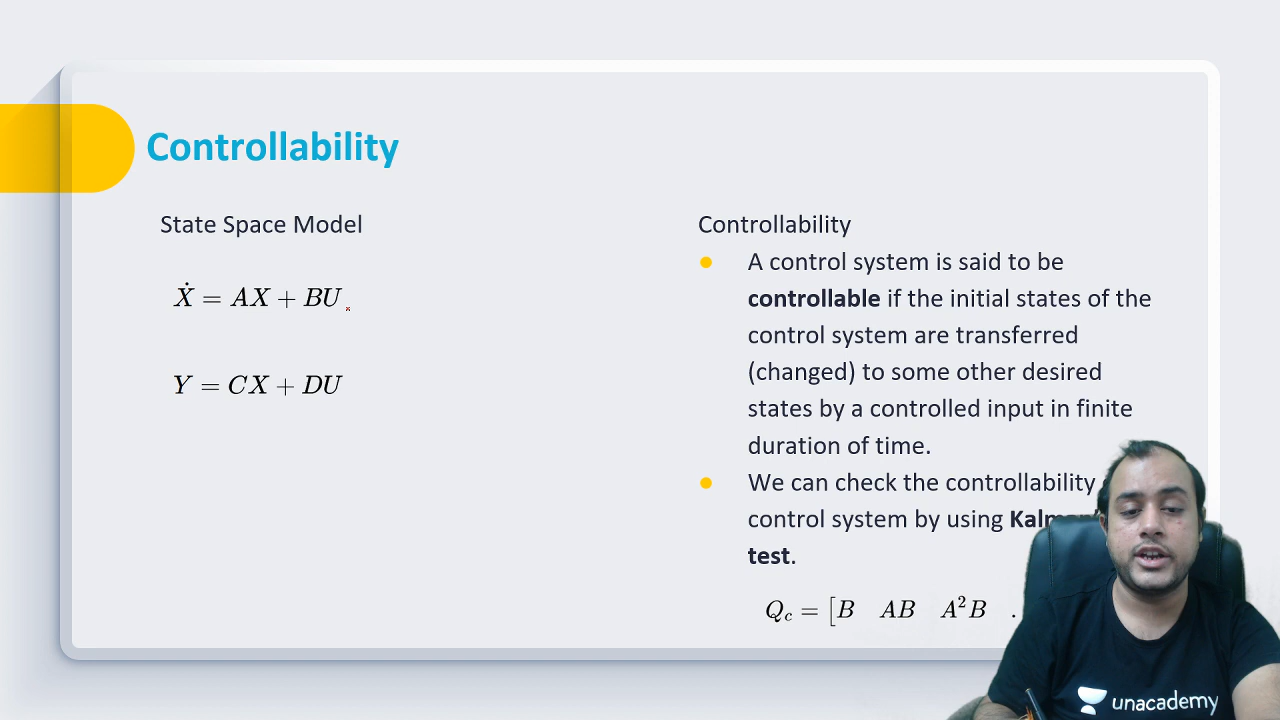 Controllability
State Space Model
Ẋ = AX + BU
Y = CX + DU
Controllability
A control system is said to be
controllable if the initial states of the
control system are transferred
(changed) to some other desired
states by a controlled input in finite
duration of time.
We can check the controllability
control system by using
test.
Q_c = [B AB A²B .
unacademy